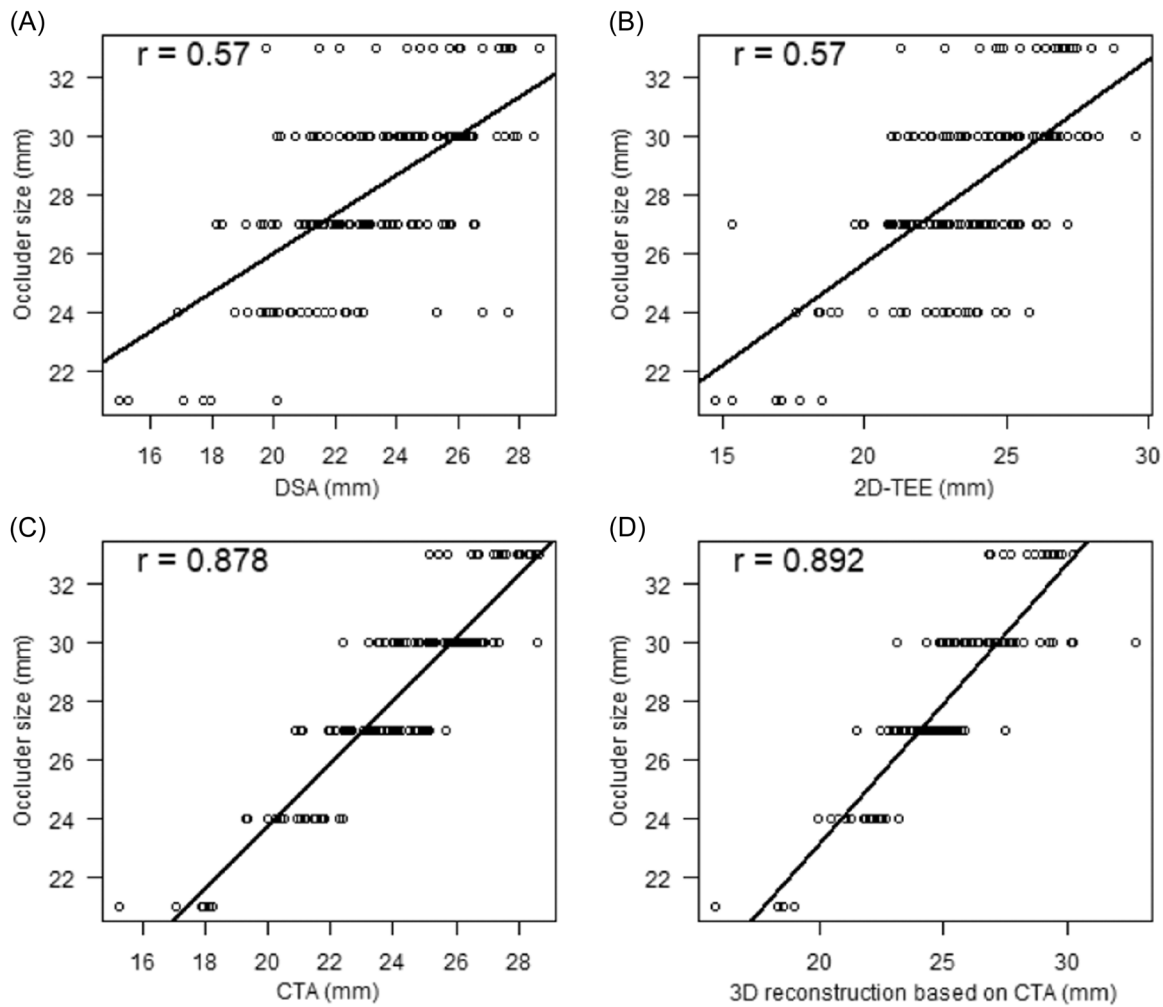 (A)
r = 0.57
Occluder size (mm)
32
30
28
26
24
22
16 18 20 22 24 26 28
DSA (mm)
(B)
r = 0.57
Occluder size (mm)
32
30
28
26
24
22
15 20 25 30
2D-TEE (mm)
(C)
r = 0.878
Occluder size (mm)
32
30
28
26
24
22
16 18 20 22 24 26 28
CTA (mm)
(D)
r = 0.892
Occluder size (mm)
32
30
28
26
24
22
20 25 30
3D reconstruction based on CTA (mm)